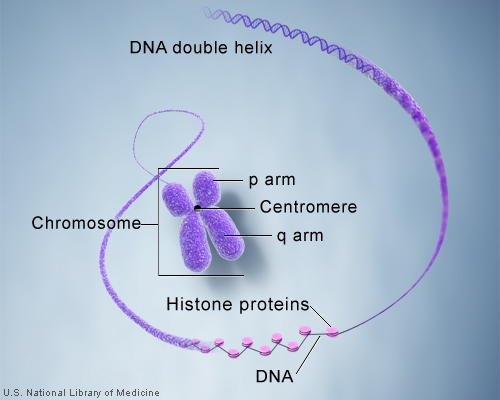 DNA double helix
p arm
Centromere
Chromosome
q arm
Histone proteins
DNA
U.S. National Library of Medicine